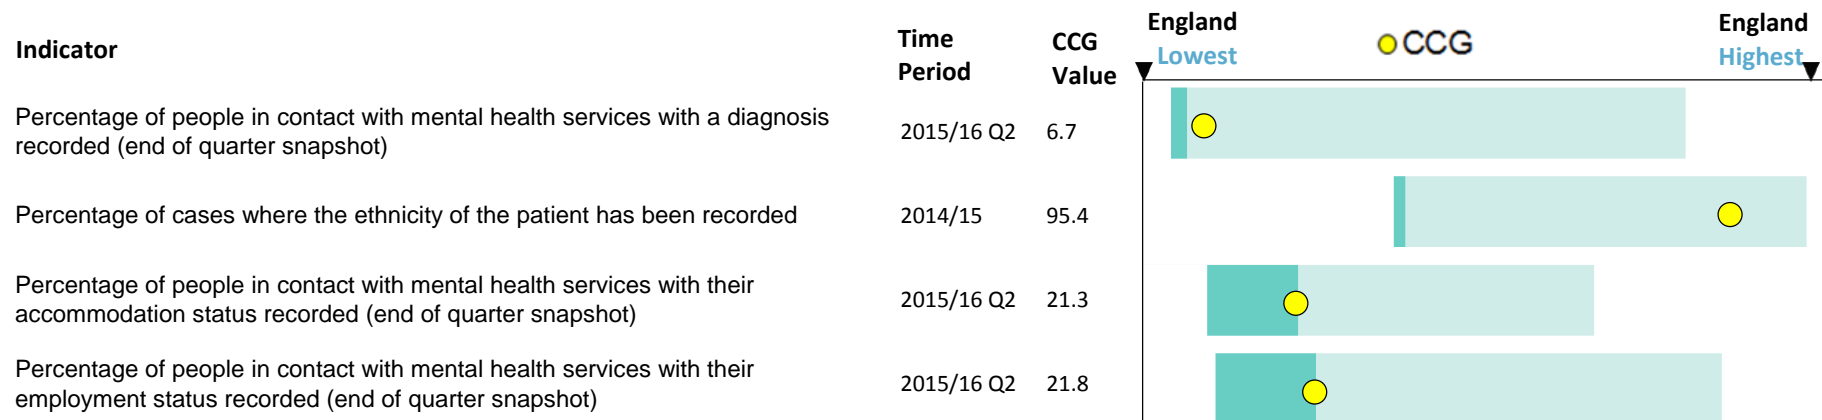 Indicator
Time
Period
CCG
Value
England
Lowest
CCG
England
Highest
Percentage of people in contact with mental health services with a diagnosis
recorded (end of quarter snapshot)
2015/16 Q2
6.7
Percentage of cases where the ethnicity of the patient has been recorded
2014/15
95.4
Percentage of people in contact with mental health services with their
accommodation status recorded (end of quarter snapshot)
2015/16 Q2
21.3
Percentage of people in contact with mental health services with their
employment status recorded (end of quarter snapshot)
2015/16 Q2
21.8